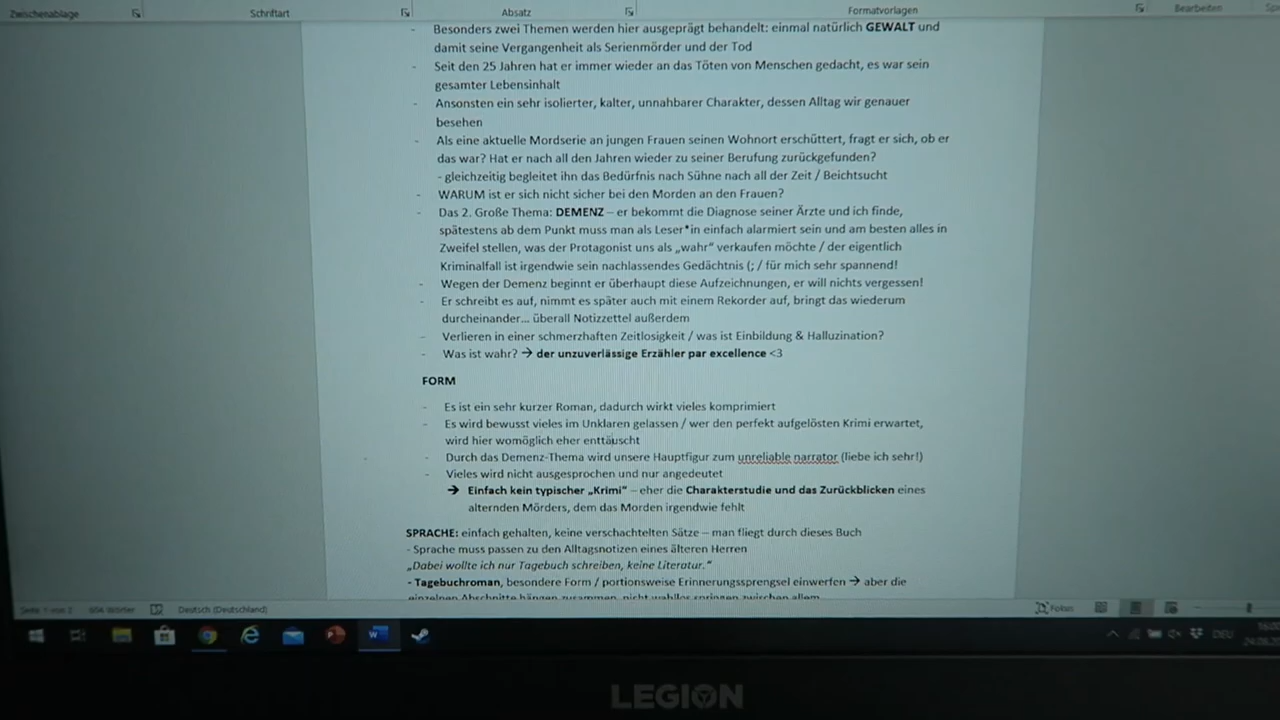 Zwischenablage Schriftart Absatz Formatvorlagen Bearbeiten
- Besonders zwei Themen werden hier ausgeprägt behandelt: einmal natürlich GEWALT und
damit seine Vergangenheit als Serienmörder und der Tod
- Seit den 25 Jahren hat er immer wieder an das Töten von Menschen gedacht, es war sein
gesamter Lebensinhalt
- Ansonsten ein sehr isolierter, kalter, unnahbarer Charakter, dessen Alltag wir genauer
besehen
- Als eine aktuelle Mordserie an jungen Frauen seinen Wohnort erschüttert, fragt er sich, ob er
das war? Hat er nach all den Jahren wieder zu seiner Berufung zurückgefunden?
- gleichzeitig begleitet ihn das Bedürfnis nach Sühne nach all der Zeit / Beichtsucht
- WARUM ist er sich nicht sicher bei den Morden an den Frauen?
- Das 2. Große Thema: DEMENZ – er bekommt die Diagnose seiner Ärzte und ich finde,
spätestens ab dem Punkt muss man als Leser*in einfach alarmiert sein und am besten alles in
Zweifel stellen, was der Protagonist uns als „wahr“ verkaufen möchte / der eigentlich
Kriminalfall ist irgendwie sein nachlassendes Gedächtnis (; / für mich sehr spannend!
- Wegen der Demenz beginnt er überhaupt diese Aufzeichnungen, er will nichts vergessen!
- Er schreibt es auf, nimmt es später auch mit einem Rekorder auf, bringt das wiederum
durcheinander… überall Notizzettel außerdem
- Verlieren in einer schmerzhaften Zeitlosigkeit / was ist Einbildung & Halluzination?
- Was ist wahr? → der unzuverlässige Erzähler par excellence <3
FORM
- Es ist ein sehr kurzer Roman, dadurch wirkt vieles komprimiert
- Es wird bewusst vieles im Unklaren gelassen / wer den perfekt aufgelösten Krimi erwartet,
wird hier womöglich eher enttäuscht
- Durch das Demenz-Thema wird unsere Hauptfigur zum unreliable narrator (liebe ich sehr!)
- Vieles wird nicht ausgesprochen und nur angedeutet
→ Einfach kein typischer „Krimi“ – eher die Charakterstudie und das Zurückblicken eines
alternden Mörders, dem das Morden irgendwie fehlt
SPRACHE: einfach gehalten, keine verschachtelten Sätze – man fliegt durch dieses Buch
- Sprache muss passen zu den Alltagsnotizen eines älteren Herren
„Dabei wollte ich nur Tagebuch schreiben, keine Literatur.“
- Tagebuchroman, besondere Form / portionsweise Erinnerungssprengsel einwerfen → aber die
einzelnen Abschnitte hängen zusammen, nicht wahllos springen zwischen allem
Seite 1 von 2 604 Wörter Deutsch (Deutschland) Fokus
DEU
LEGION